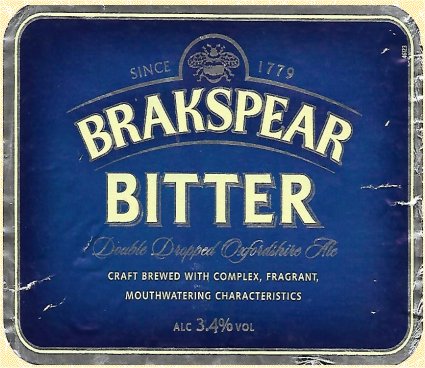 SINCE 1779
BRAKSPEAR
BITTER
Double Dropped Oxfordshire Ale
CRAFT BREWED WITH COMPLEX, FRAGRANT,
MOUTHWATERING CHARACTERISTICS
ALC 3.4% VOL